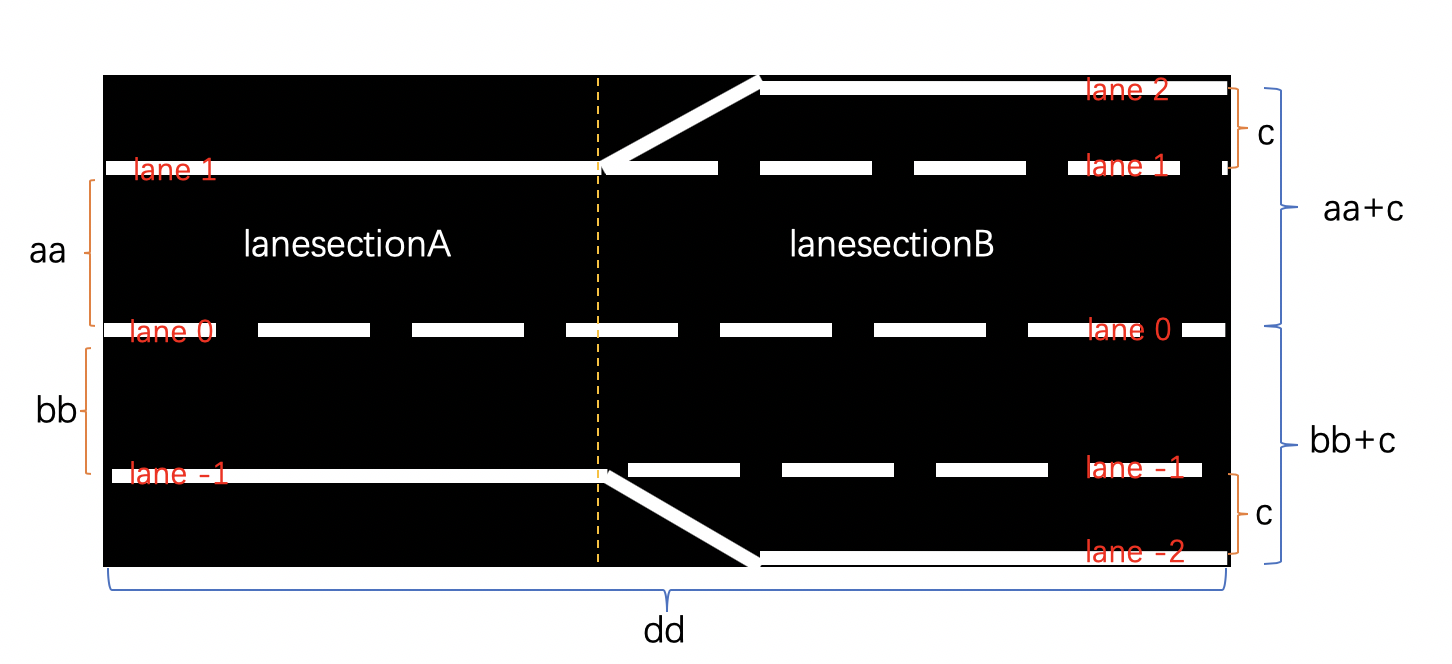 lane 2
c
lane 1
lane 1
aa+c
aa
lanesectionA
lanesectionB
lane 0
lane 0
bb
bb+c
lane -1
lane -1
c
lane -2
dd